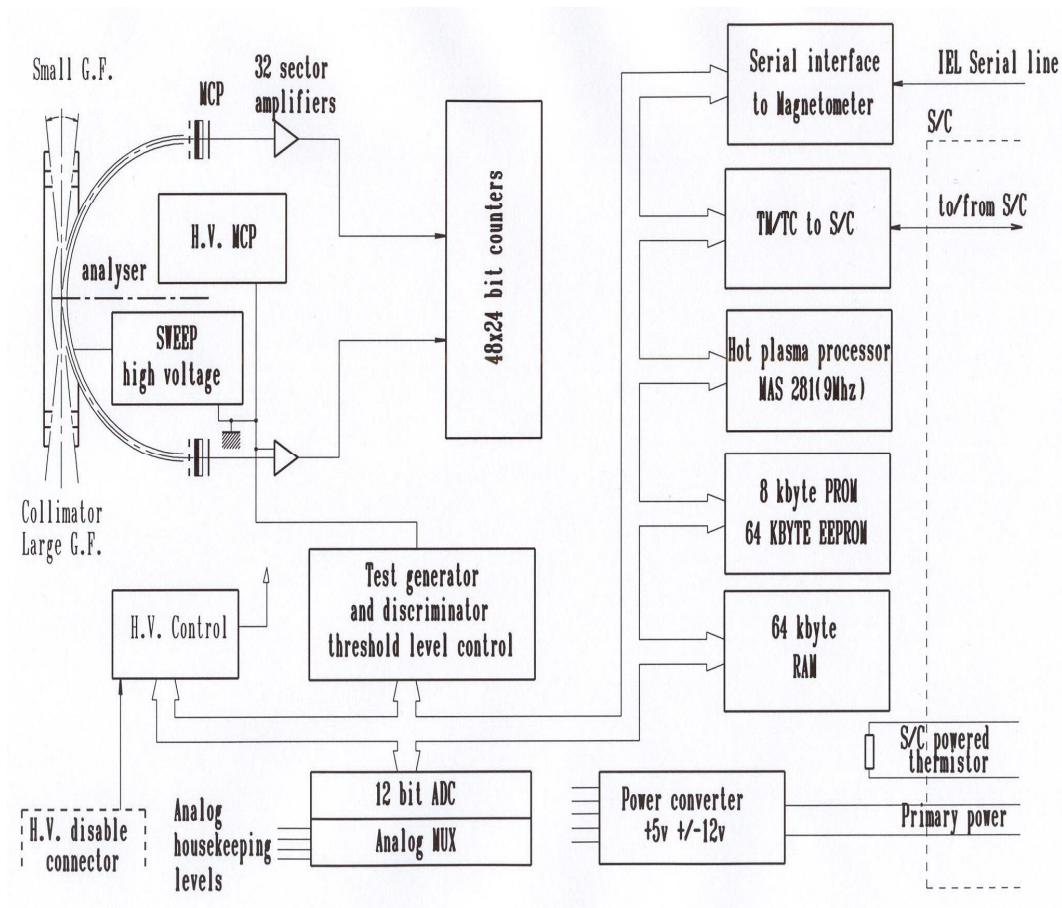 Small G.F.
MCP
32 sector
amplifiers
H.V. MCP
analyser
SWEEP
high voltage
48x24 bit counters
Collimator
Large G.F.
Test generator
and discriminator
threshold level control
H.V. Control
H.V. disable
connector
Analog
housekeeping
levels
12 bit ADC
Analog MUX
Serial interface
to Magnetometer
IEL Serial line
S/C
TM/TC to S/C
to/from S/C
Hot plasma processor
MAS 281(9Mhz)
8 kbyte PROM
64 KBYTE EEPROM
64 kbyte
RAM
S/C powered
thermistor
Power converter
+5v +/-12v
Primary power